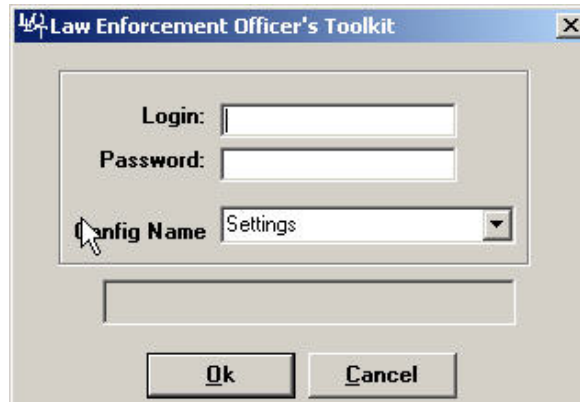 Law Enforcement Officer's Toolkit
Login:
Password:
Config Name Settings
Ok Cancel